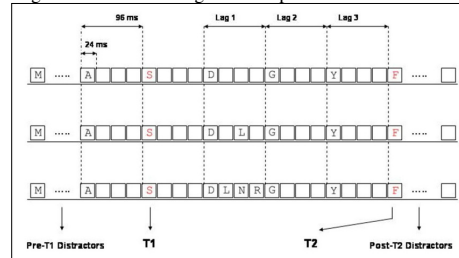 96 ms Lag 1 Lag 2 Lag 3
24 ms
M ..... A S D G Y F .....
M ..... A S D L G Y F .....
M ..... A S D L N R G Y F .....
Pre-T1 Distractors T1 T2 Post-T2 Distractors